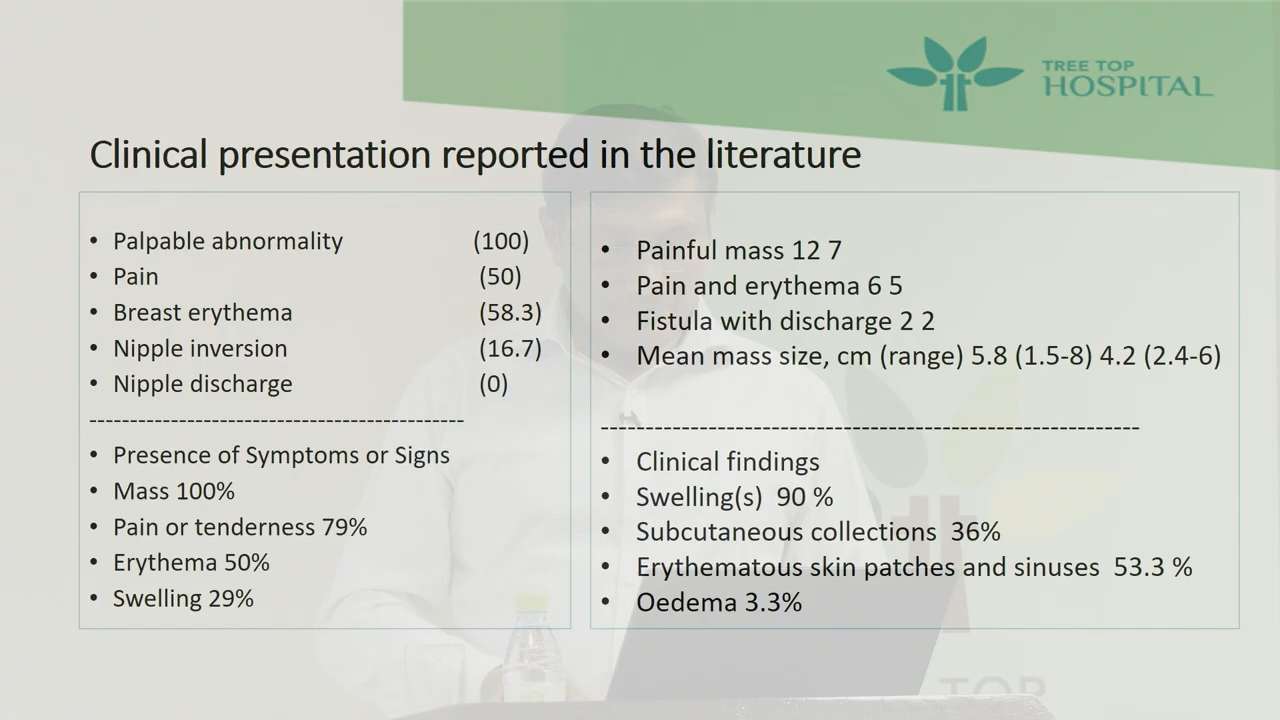 TREE TOP
HOSPITAL
Clinical presentation reported in the literature
• Palpable abnormality (100)
• Pain (50)
• Breast erythema (58.3)
• Nipple inversion (16.7)
• Nipple discharge (0)
----------------------------------------------
• Presence of Symptoms or Signs
• Mass 100%
• Pain or tenderness 79%
• Erythema 50%
• Swelling 29%
• Painful mass 12 7
• Pain and erythema 6 5
• Fistula with discharge 2 2
• Mean mass size, cm (range) 5.8 (1.5-8) 4.2 (2.4-6)
-------------------------------------------------------------
• Clinical findings
• Swelling(s) 90 %
• Subcutaneous collections 36%
• Erythematous skin patches and sinuses 53.3 %
• Oedema 3.3%
TOP